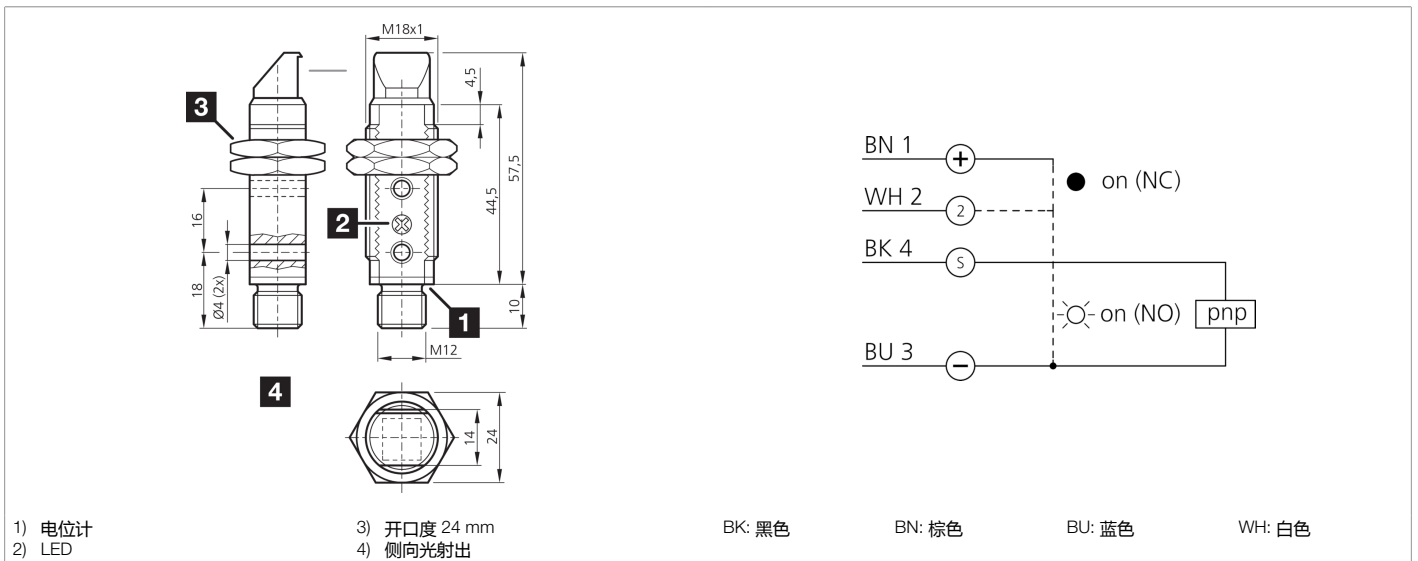 M18x1
4,5
3
57,5
44,5
16
2
18
Ø4 (2x)
10
1
M12
4
14
24
BN 1
+
on (NC)
WH 2
2
BK 4
S
on (NO)
pnp
BU 3
−
1) 电位计
2) LED
3) 开口度 24 mm
4) 侧向光射出
BK: 黑色
BN: 棕色
BU: 蓝色
WH: 白色